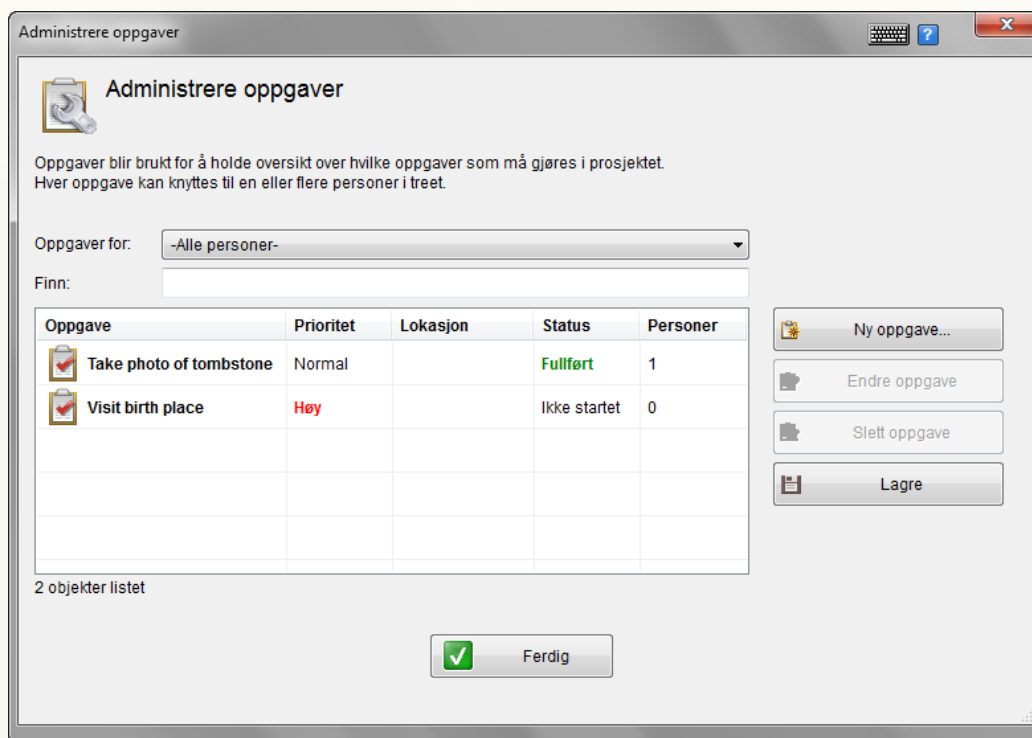 Administrere oppgaver
?
Administrere oppgaver
Oppgaver blir brukt for å holde oversikt over hvilke oppgaver som må gjøres i prosjektet.
Hver oppgave kan knyttes til en eller flere personer i treet.
Oppgaver for: -Alle personer-
Finn:
Oppgave Prioritet Lokasjon Status Personer
Take photo of tombstone Normal Fullført 1
Visit birth place Høy Ikke startet 0
Ny oppgave...
Endre oppgave
Slett oppgave
Lagre
2 objekter listet
Ferdig